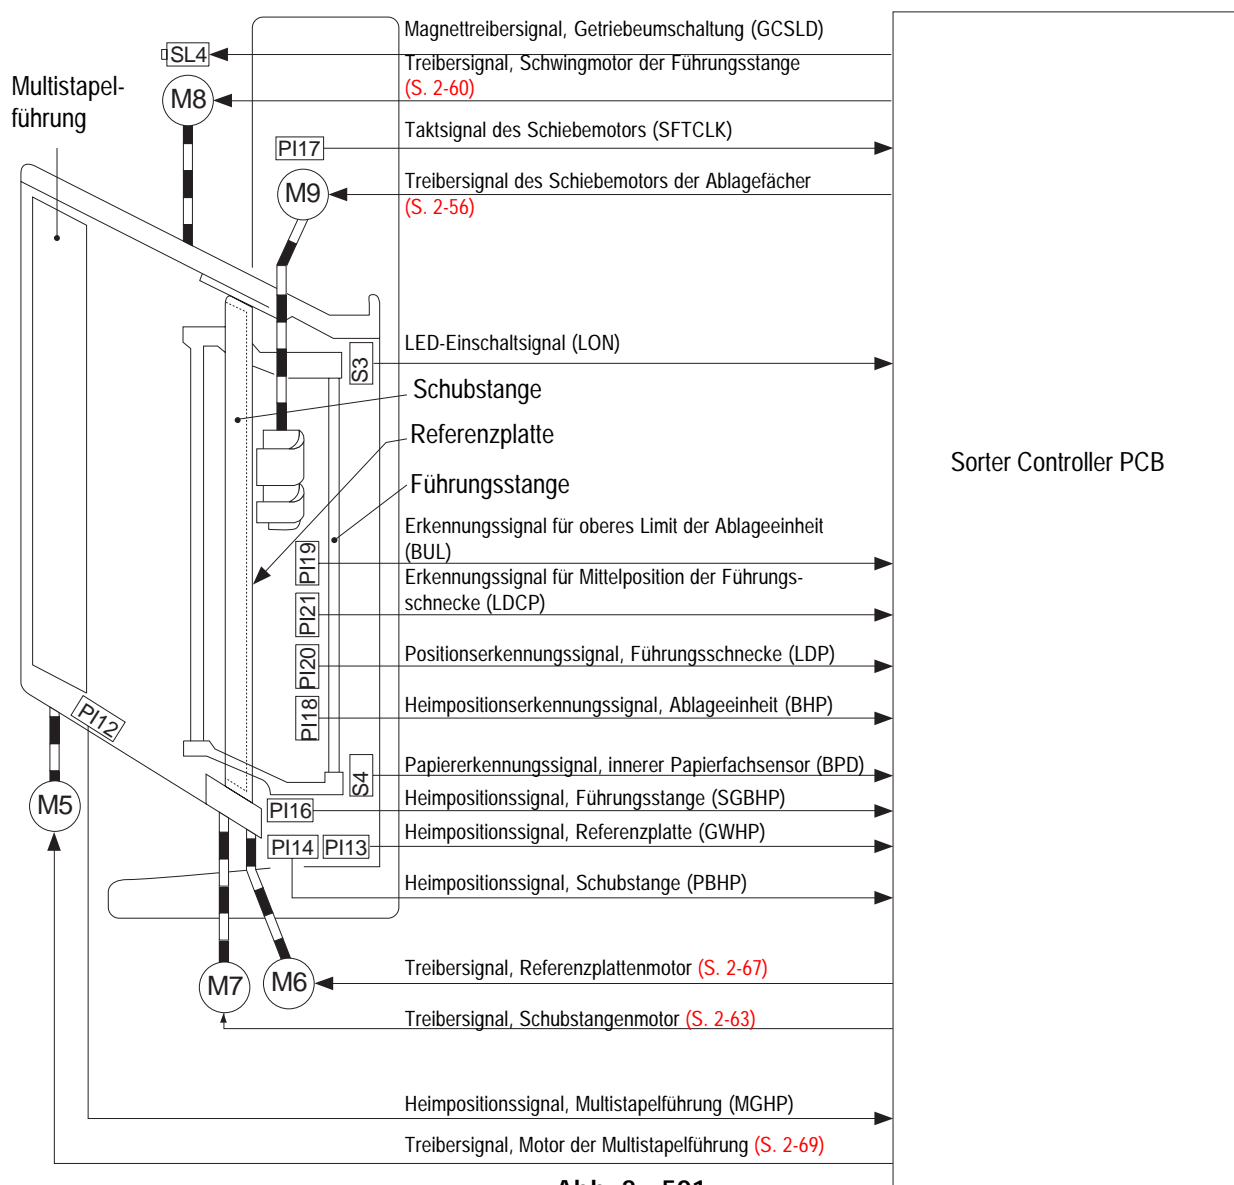 Magnettreibersignal, Getriebeumschaltung (GCSLD)
SL4
Treibersignal, Schwingmotor der Führungsstange
(S. 2-60)
Multistapel-
führung
M8
Taktsignal des Schiebemotors (SFTCLK)
PI17
Treibersignal des Schiebemotors der Ablagefächer
(S. 2-56)
M9
LED-Einschaltsignal (LON)
S3
Schubstange
Referenzplatte
Sorter Controller PCB
Führungsstange
Erkennungssignal für oberes Limit der Ablageeinheit
(BUL)
PI19
Erkennungssignal für Mittelposition der Führungs-
schnecke (LDCP)
PI21
Positionserkennungssignal, Führungsschnecke (LDP)
PI20
Heimpositionserkennungssignal, Ablageeinheit (BHP)
PI18
PI12
Papiererkennungssignal, innerer Papierfachsensor (BPD)
S4
Heimpositionssignal, Führungsstange (SGBHP)
M5
PI16
Heimpositionssignal, Referenzplatte (GWHP)
PI14
PI13
Heimpositionssignal, Schubstange (PBHP)
Treibersignal, Referenzplattenmotor (S. 2-67)
M7
M6
Treibersignal, Schubstangenmotor (S. 2-63)
Heimpositionssignal, Multistapelführung (MGHP)
Treibersignal, Motor der Multistapelführung (S. 2-69)